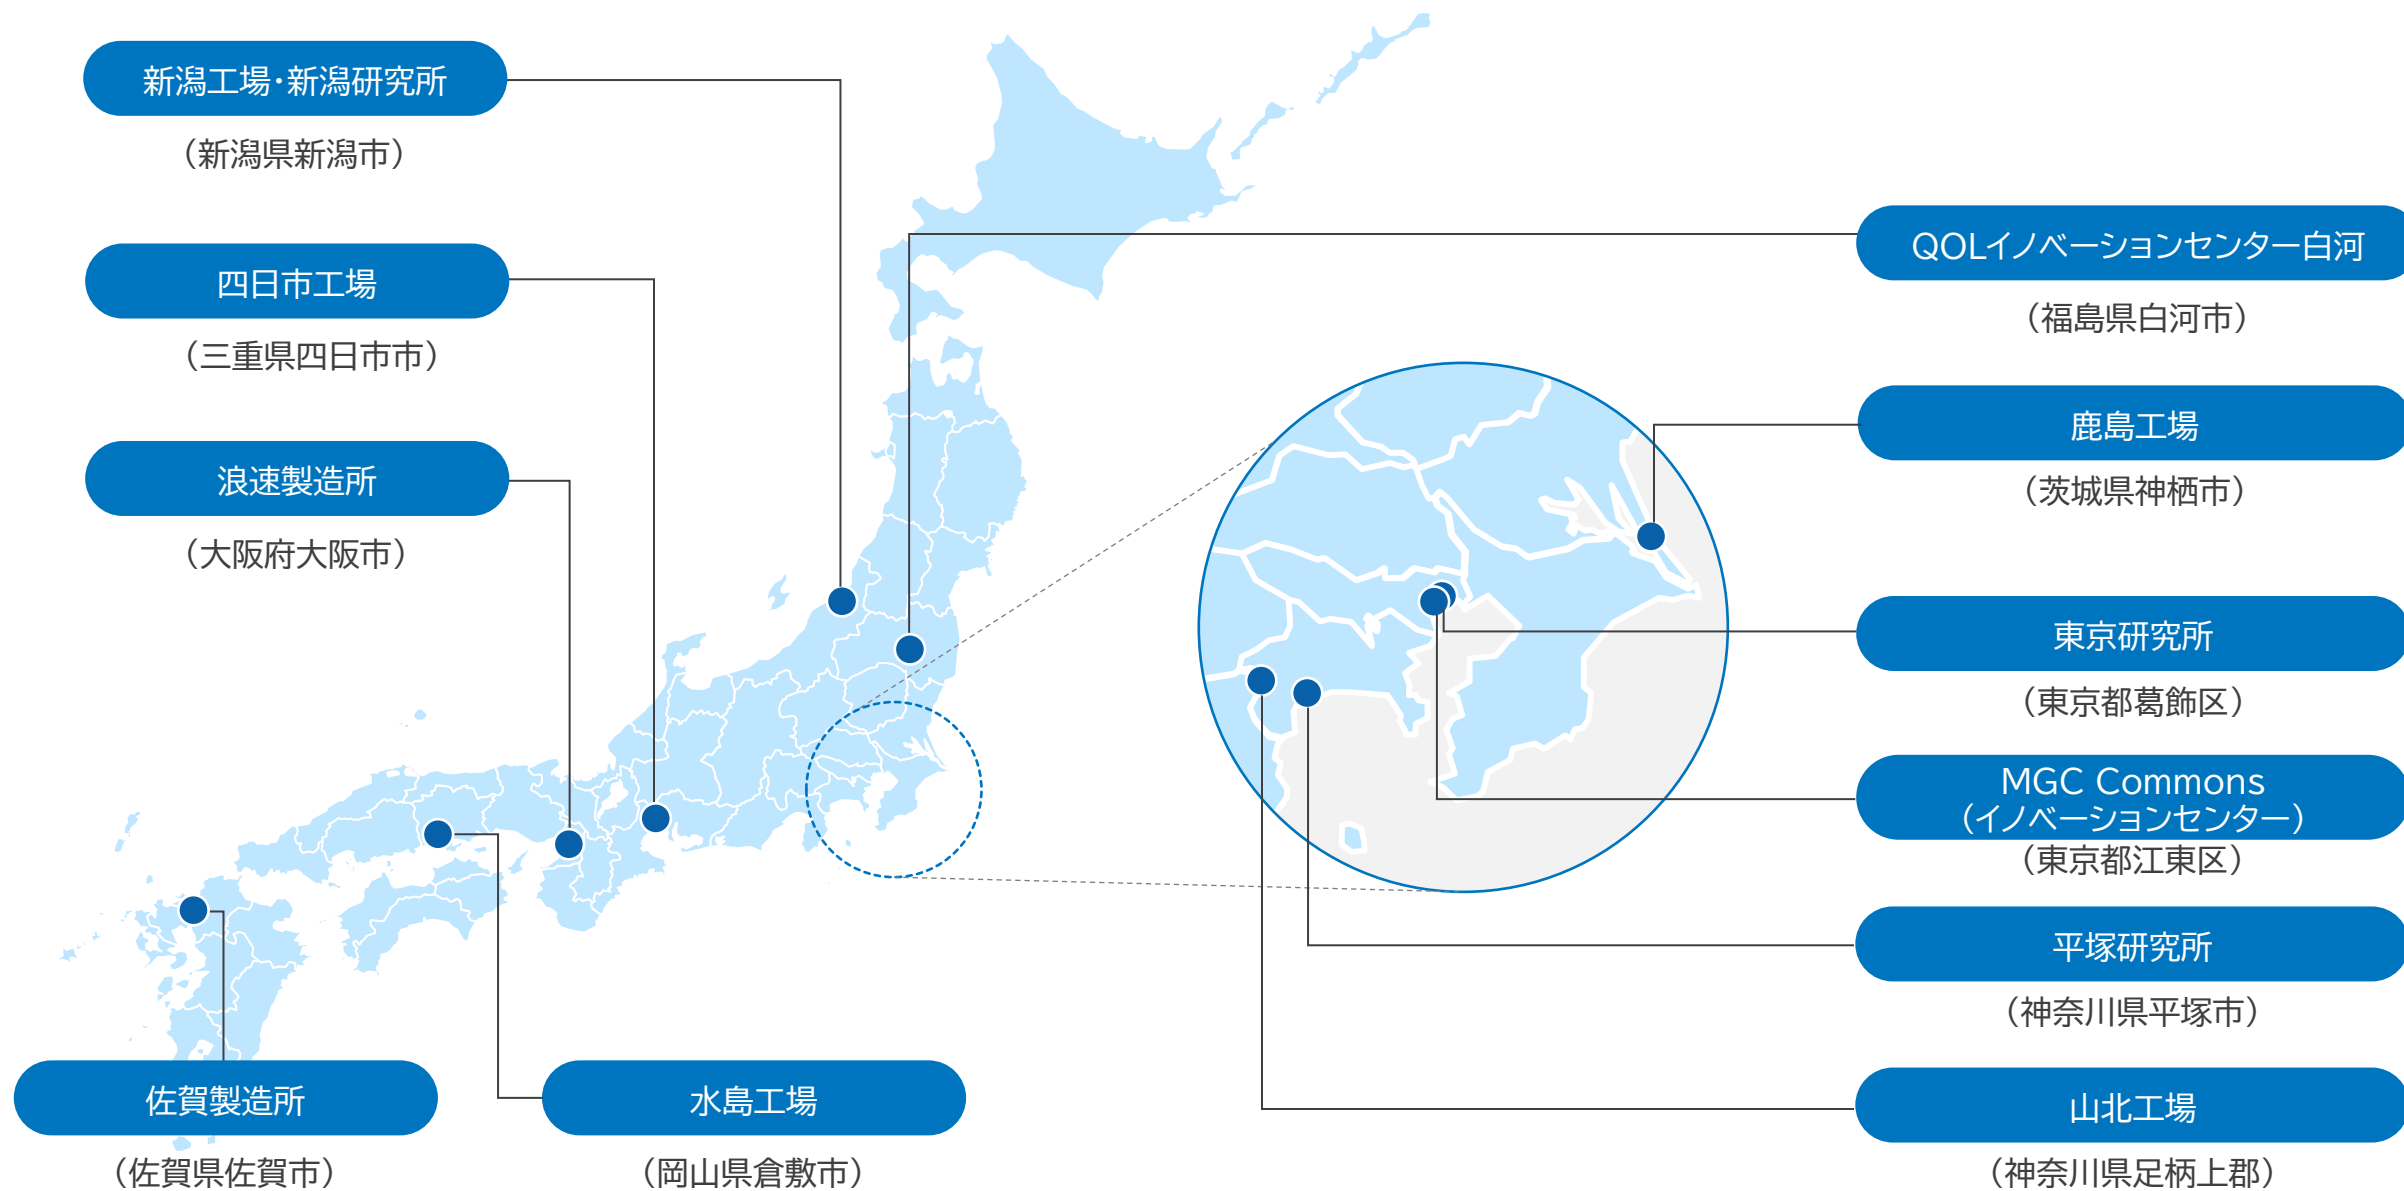 新潟工場・新潟研究所
（新潟県新潟市）
四日市工場
（三重県四日市市）
浪速製造所
（大阪府大阪市）
佐賀製造所
（佐賀県佐賀市）
水島工場
（岡山県倉敷市）
QOLイノベーションセンター白河
（福島県白河市）
鹿島工場
（茨城県神栖市）
東京研究所
（東京都葛飾区）
MGC Commons
（イノベーションセンター）
（東京都江東区）
平塚研究所
（神奈川県平塚市）
山北工場
（神奈川県足柄上郡）